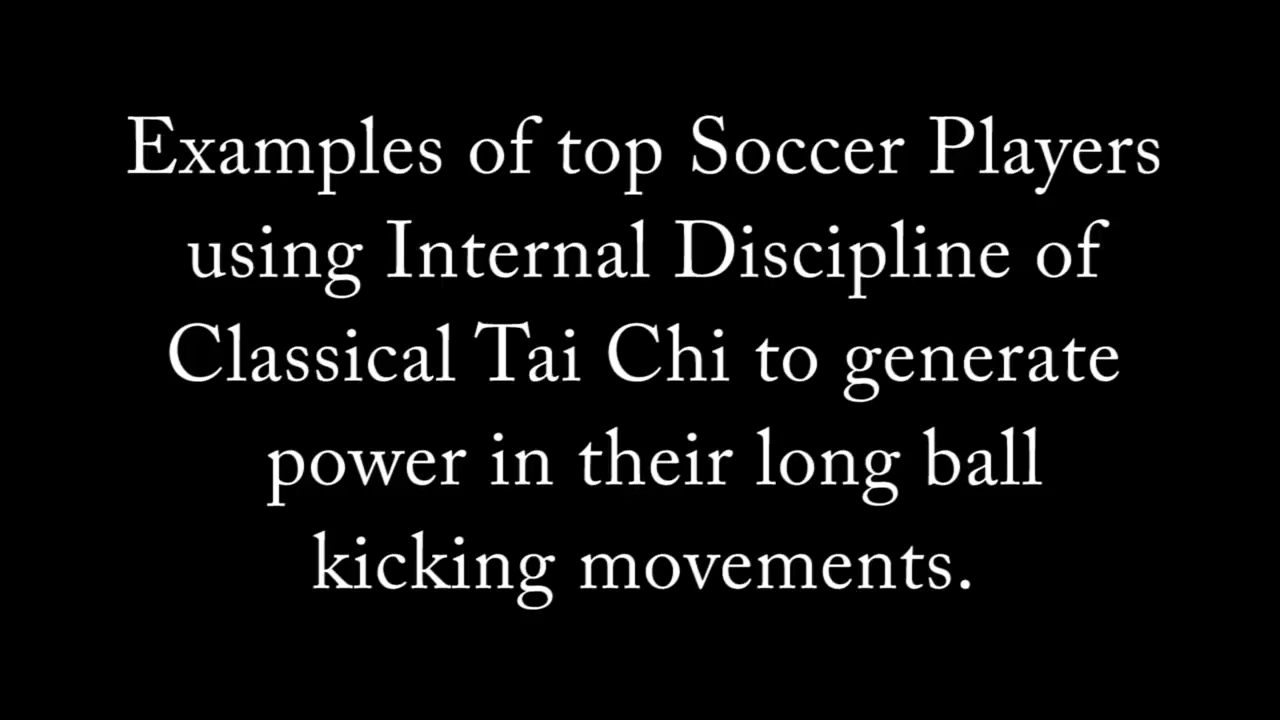 Examples of top Soccer Players
using Internal Discipline of
Classical Tai Chi to generate
power in their long ball
kicking movements.